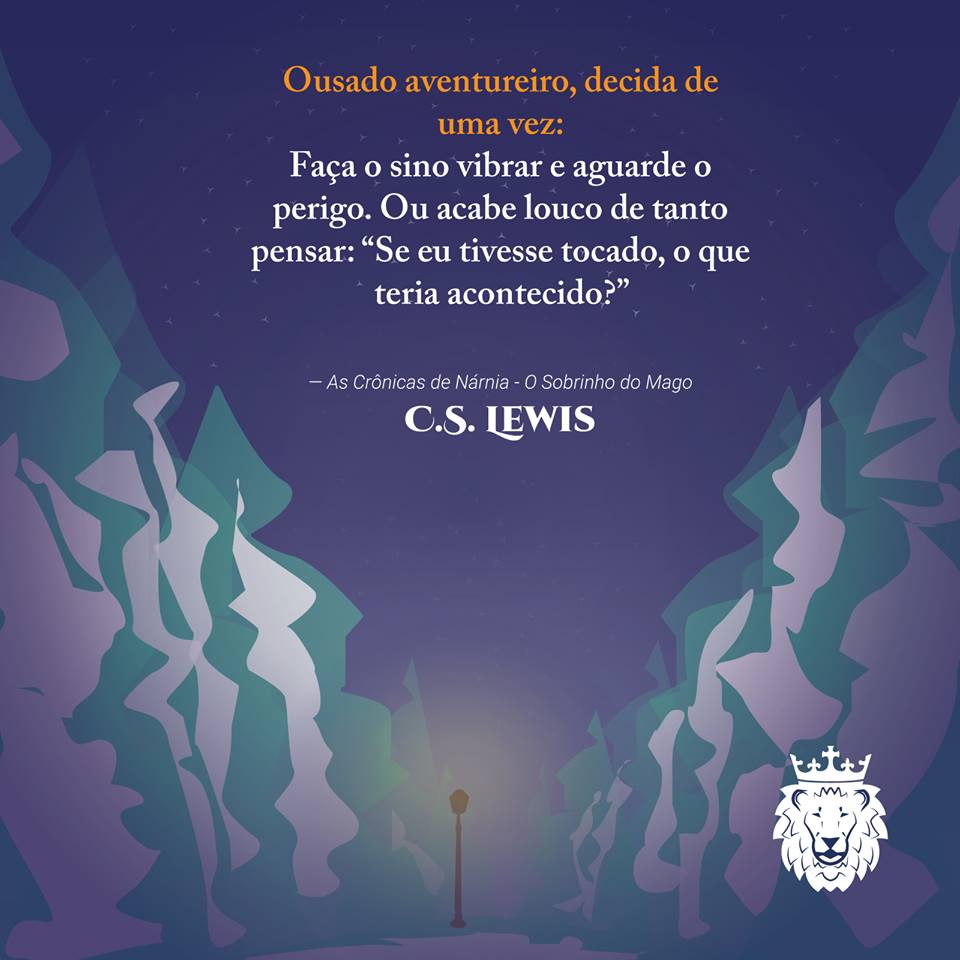 Ousado aventureiro, decida de
uma vez:
Faça o sino vibrar e aguarde o
perigo. Ou acabe louco de tanto
pensar: “Se eu tivesse tocado, o que
teria acontecido?”
— As Crônicas de Nárnia - O Sobrinho do Mago
C.S. Lewis